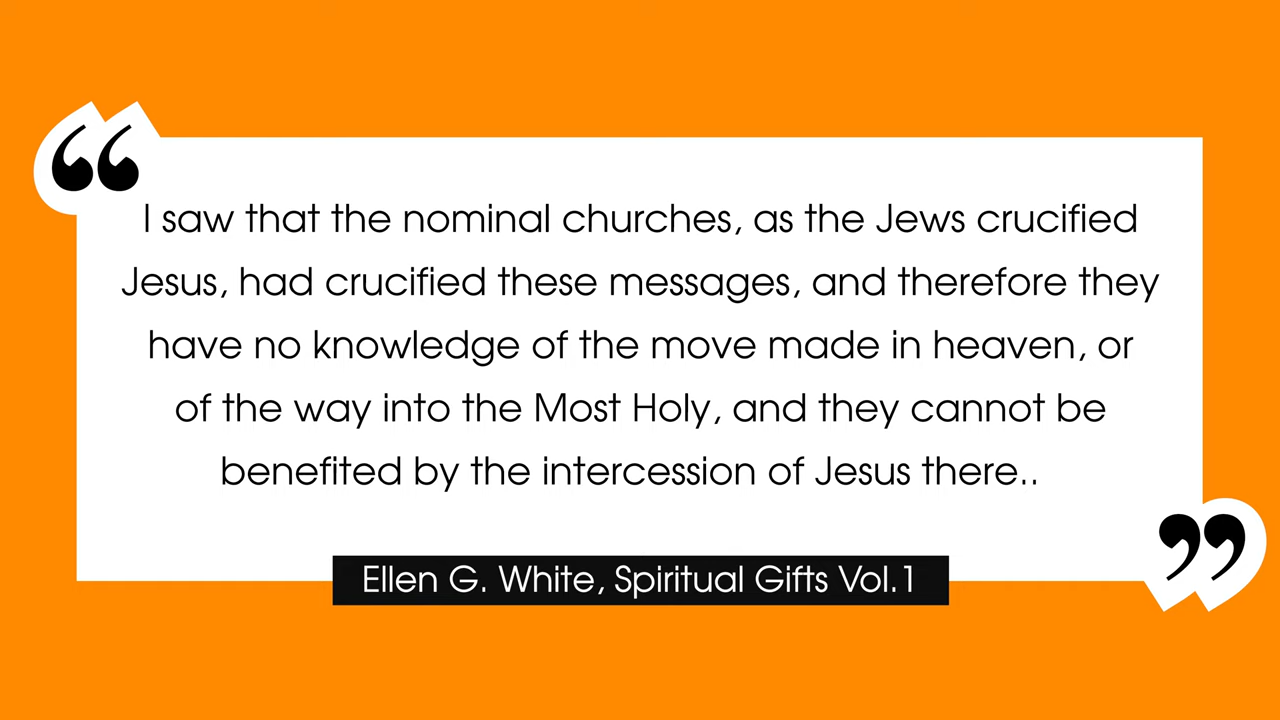 “
I saw that the nominal churches, as the Jews crucified
Jesus, had crucified these messages, and therefore they
have no knowledge of the move made in heaven, or
of the way into the Most Holy, and they cannot be
benefited by the intercession of Jesus there..
”
Ellen G. White, Spiritual Gifts Vol.1